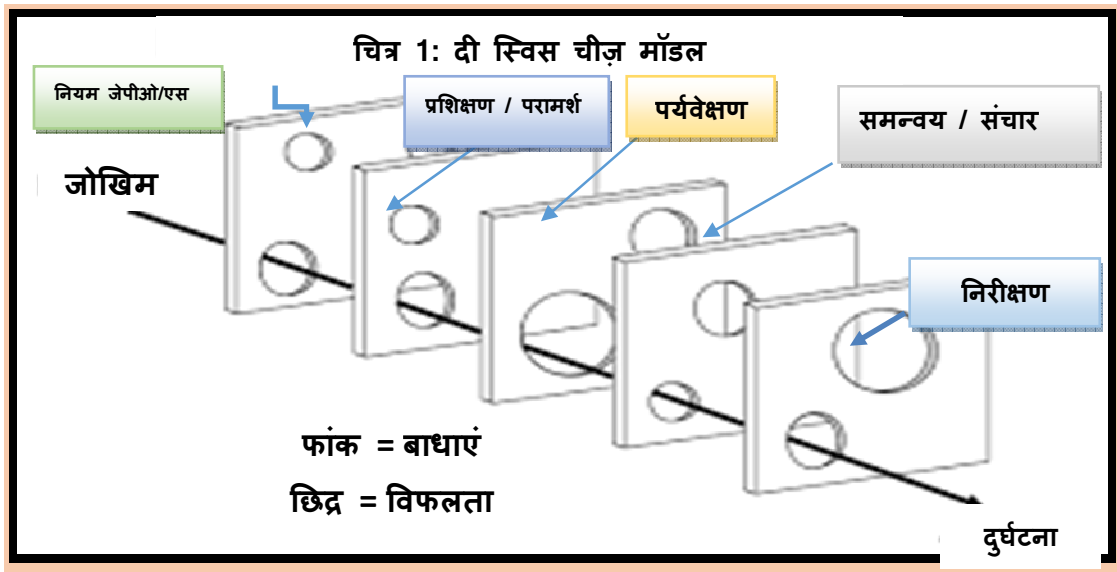 चित्र 1: दी स्विस चीज़ मॉडल
नियम जेपीओ/एस
प्रशिक्षण / परामर्श
पर्यवेक्षण
समन्वय / संचार
जोखिम
निरीक्षण
फांक = बाधाएं
छिद्र = विफलता
दुर्घटना